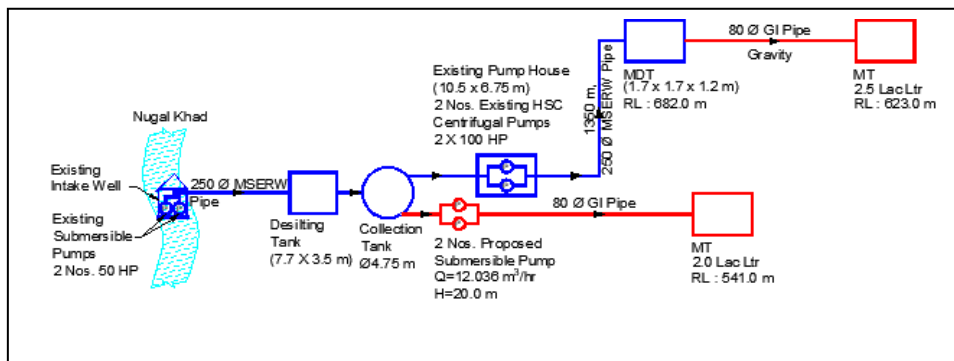 Nugal Khad
Existing
Intake Well
Existing
Submersible
Pumps
2 Nos. 50 HP
250 Ø MSERW
Pipe
Desilting
Tank
(7.7 X 3.5 m)
Collection
Tank
Ø4.75 m
Existing Pump House
(10.5 x 6.75 m)
2 Nos. Existing HSC
Centrifugal Pumps
2 X 100 HP
2 Nos. Proposed
Submersible Pump
Q=12.036 m³/hr
H=20.0 m
1350 m,
250 Ø MSERW Pipe
MDT
(1.7 x 1.7 x 1.2 m)
RL : 682.0 m
80 Ø GI Pipe
Gravity
MT
2.5 Lac Ltr
RL : 623.0 m
80 Ø GI Pipe
MT
2.0 Lac Ltr
RL : 541.0 m